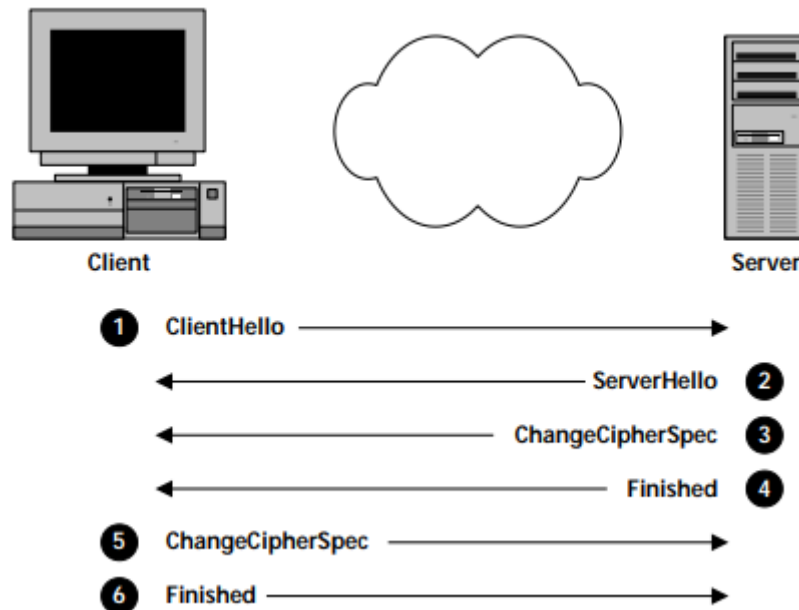 Client
Server
1 ClientHello
ServerHello 2
ChangeCipherSpec 3
Finished 4
5 ChangeCipherSpec
6 Finished